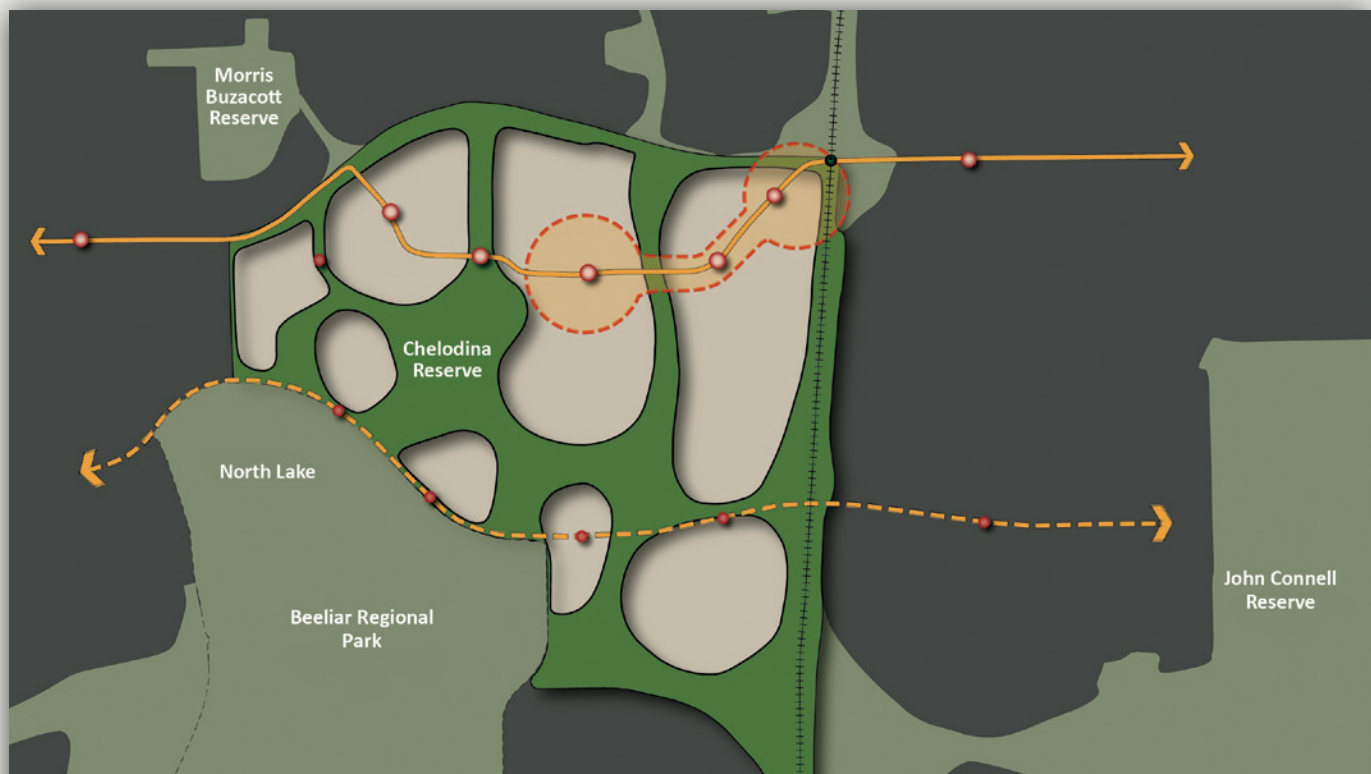 Morris
Buzacott
Reserve
Chelodina
Reserve
North Lake
Beeliar Regional
Park
John Connell
Reserve